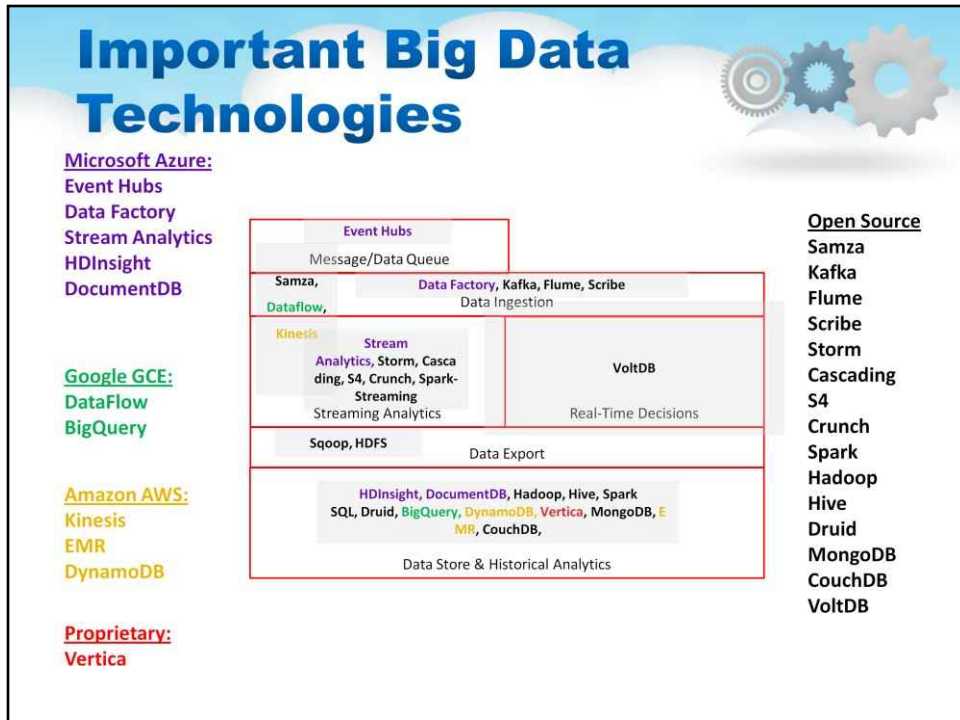 Important Big Data
Technologies
Microsoft Azure:
Event Hubs
Data Factory
Stream Analytics
HDInsight
DocumentDB
Google GCE:
DataFlow
BigQuery
Amazon AWS:
Kinesis
EMR
DynamoDB
Proprietary:
Vertica
Event Hubs
Message/Data Queue
Samza,
Dataflow,
Kinesis
Data Factory, Kafka, Flume, Scribe
Data Ingestion
Stream
Analytics, Storm, Casca
ding, S4, Crunch, Spark-
Streaming
Streaming Analytics
VoltDB
Real-Time Decisions
Sqoop, HDFS
Data Export
HDInsight, DocumentDB, Hadoop, Hive, Spark
SQL, Druid, BigQuery, DynamoDB, Vertica, MongoDB, E
MR, CouchDB,
Data Store & Historical Analytics
Open Source
Samza
Kafka
Flume
Scribe
Storm
Cascading
S4
Crunch
Spark
Hadoop
Hive
Druid
MongoDB
CouchDB
VoltDB